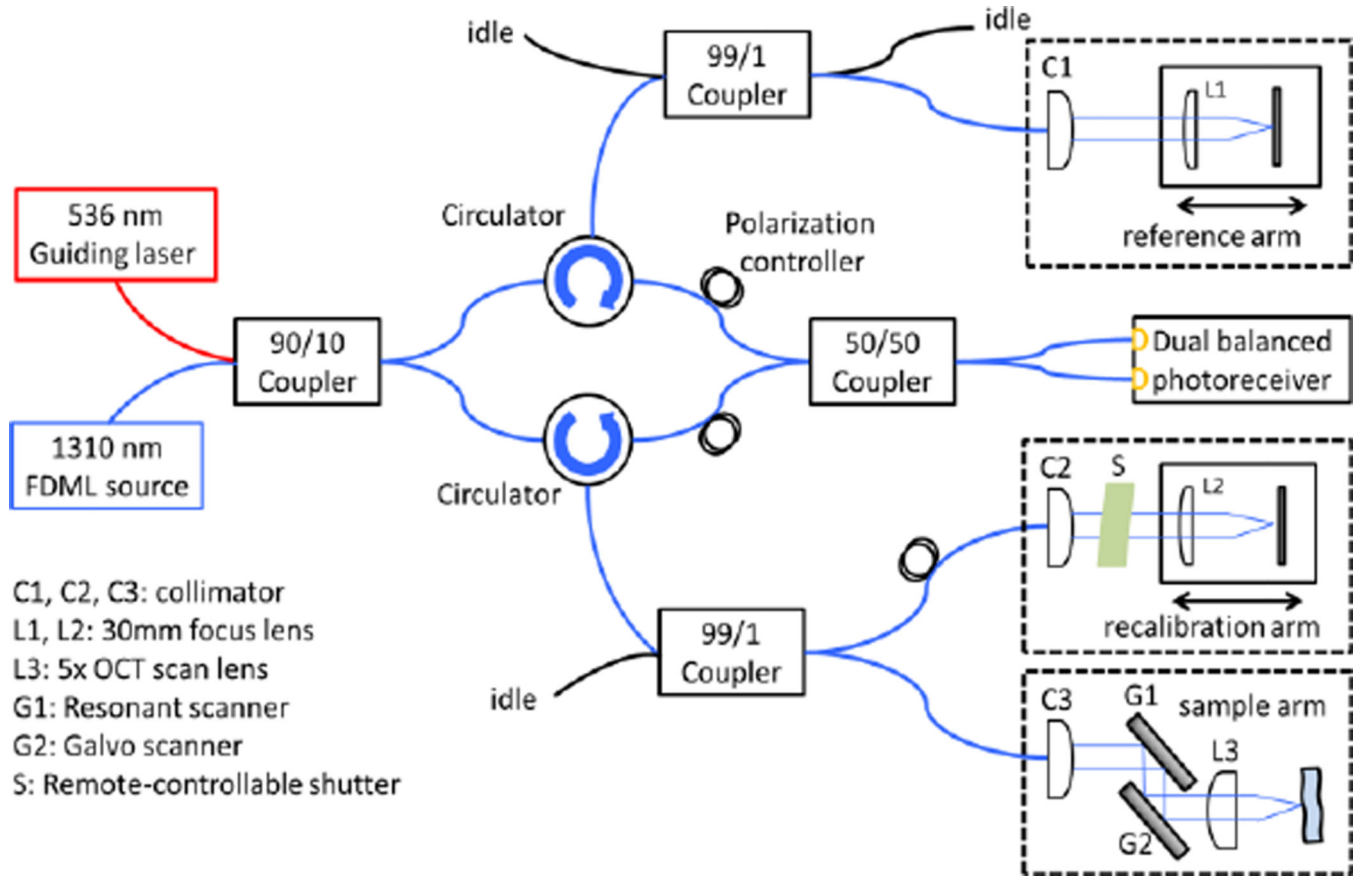 idle
99/1
Coupler
idle
C1
L1
reference arm
536 nm
Guiding laser
Circulator
Polarization
controller
90/10
Coupler
50/50
Coupler
Dual balanced
photoreceiver
1310 nm
FDML source
Circulator
C2
S
L2
recalibration arm
99/1
Coupler
idle
C3
G1
sample arm
L3
G2
C1, C2, C3: collimator
L1, L2: 30mm focus lens
L3: 5x OCT scan lens
G1: Resonant scanner
G2: Galvo scanner
S: Remote-controllable shutter